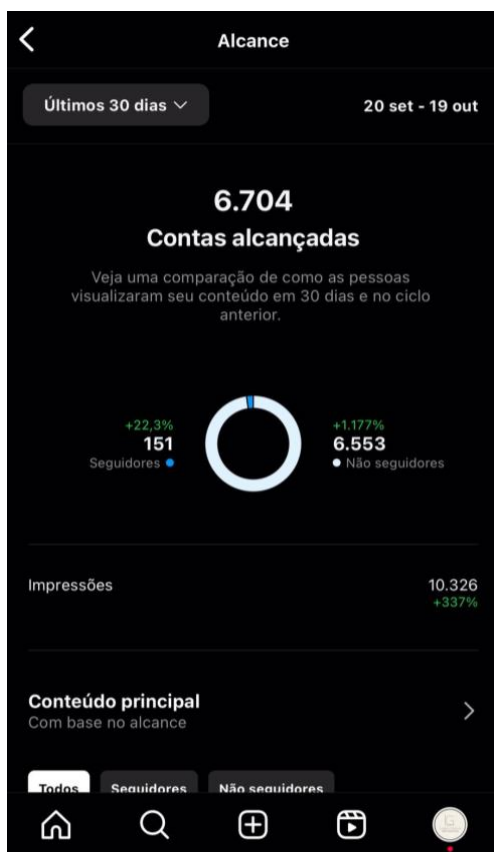 Alcance
Últimos 30 dias
20 set - 19 out
6.704
Contas alcançadas
Veja uma comparação de como as pessoas
visualizaram seu conteúdo em 30 dias e no ciclo
anterior.
+22,3%
151
Seguidores
+1.177%
6.553
Não seguidores
Impressões
10.326
+337%
Conteúdo principal
Com base no alcance
Todos
Seguidores
Não seguidores